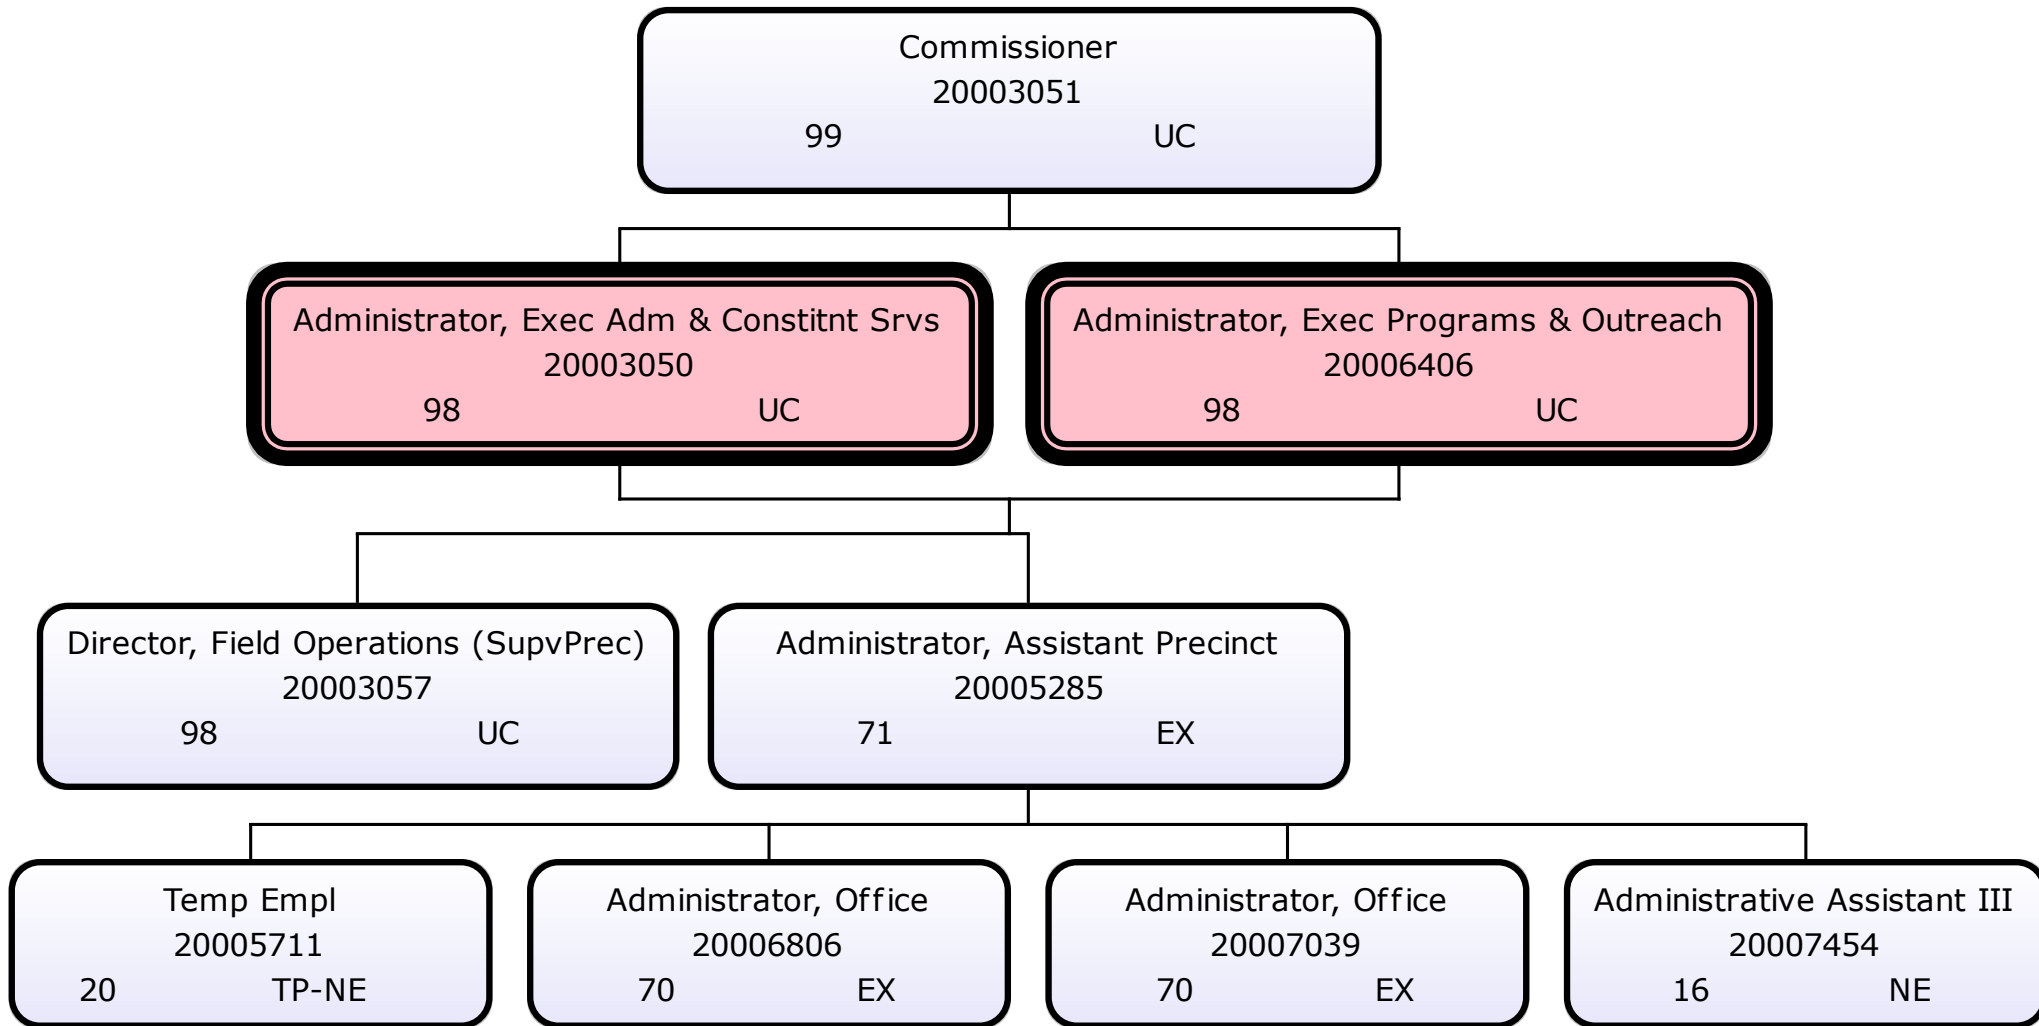 Commissioner
20003051
99 UC
Administrator, Exec Adm & Constitnt Srvs
20003050
98 UC
Administrator, Exec Programs & Outreach
20006406
98 UC
Director, Field Operations (SupvPrec)
20003057
98 UC
Administrator, Assistant Precinct
20005285
71 EX
Temp Empl
20005711
20 TP-NE
Administrator, Office
20006806
70 EX
Administrator, Office
20007039
70 EX
Administrative Assistant III
20007454
16 NE